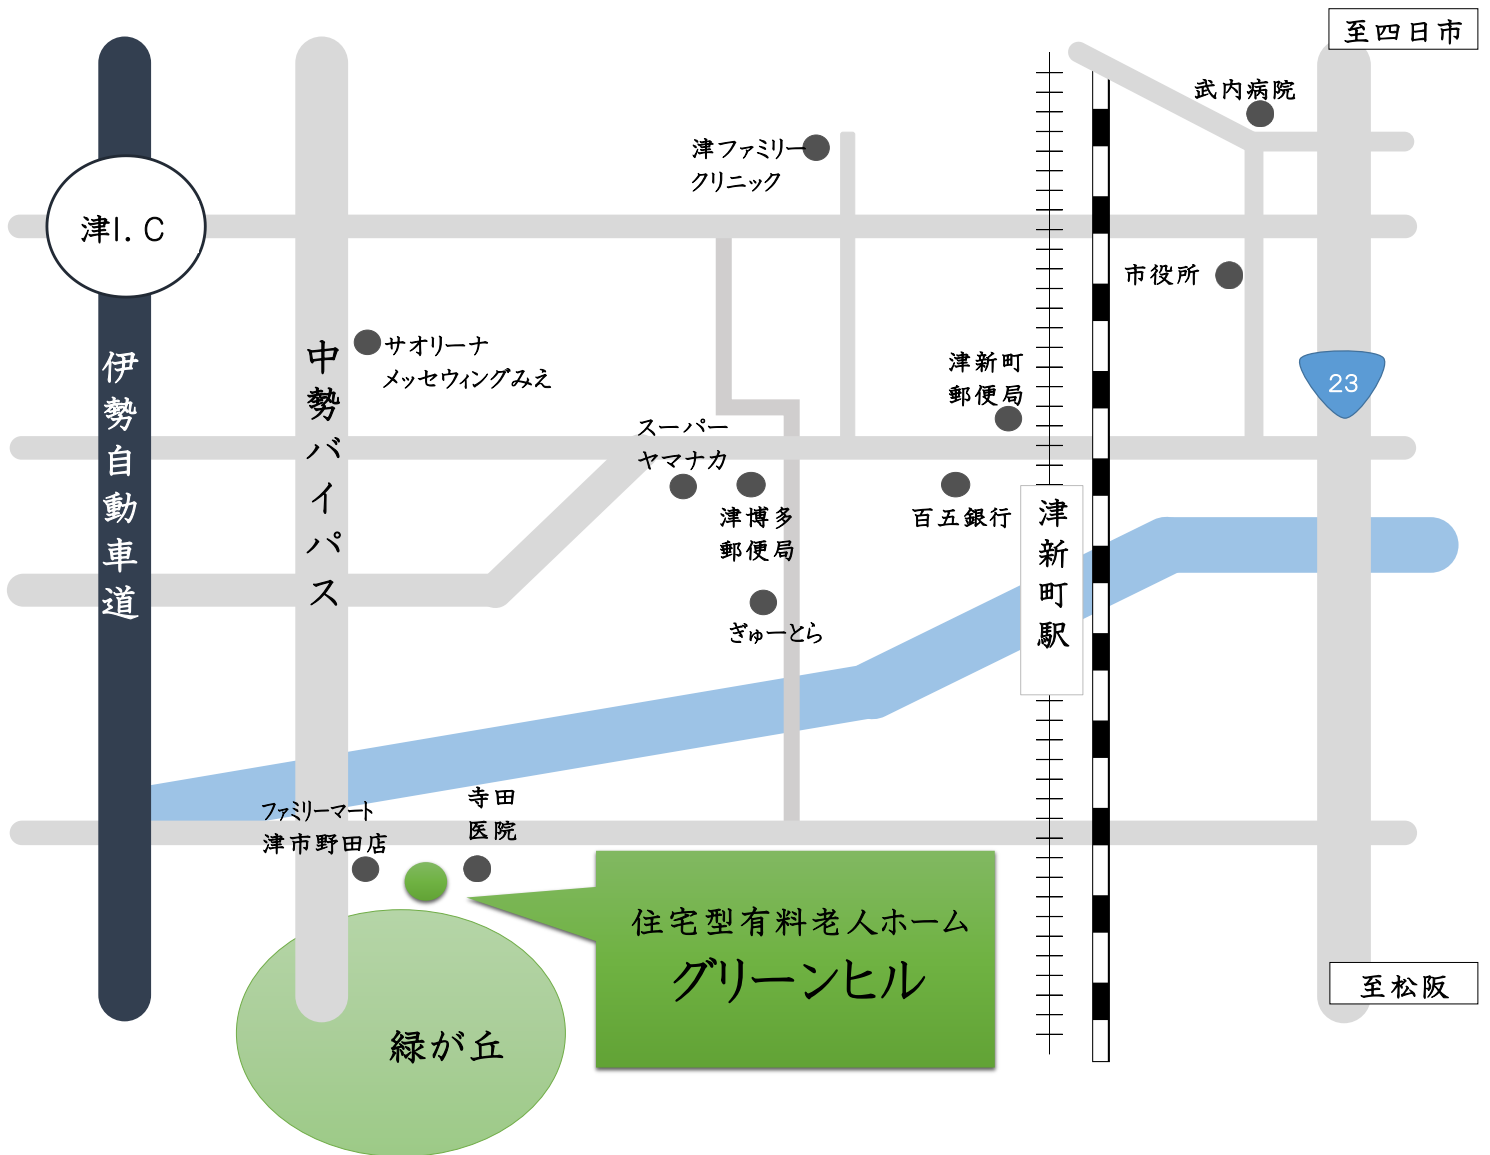 至四日市
武内病院
津ファミリー
クリニック
津I.C
市役所
サオリーナ
メッセウィングみえ
津新町
郵便局
23
伊勢自動車道
中勢バイパス
スーパー
ヤマナカ
津博多
郵便局
百五銀行
津新町駅
ぎゅーとら
ファミリーマート
津市野田店
寺田
医院
住宅型有料老人ホーム
グリーンヒル
至松阪
緑が丘